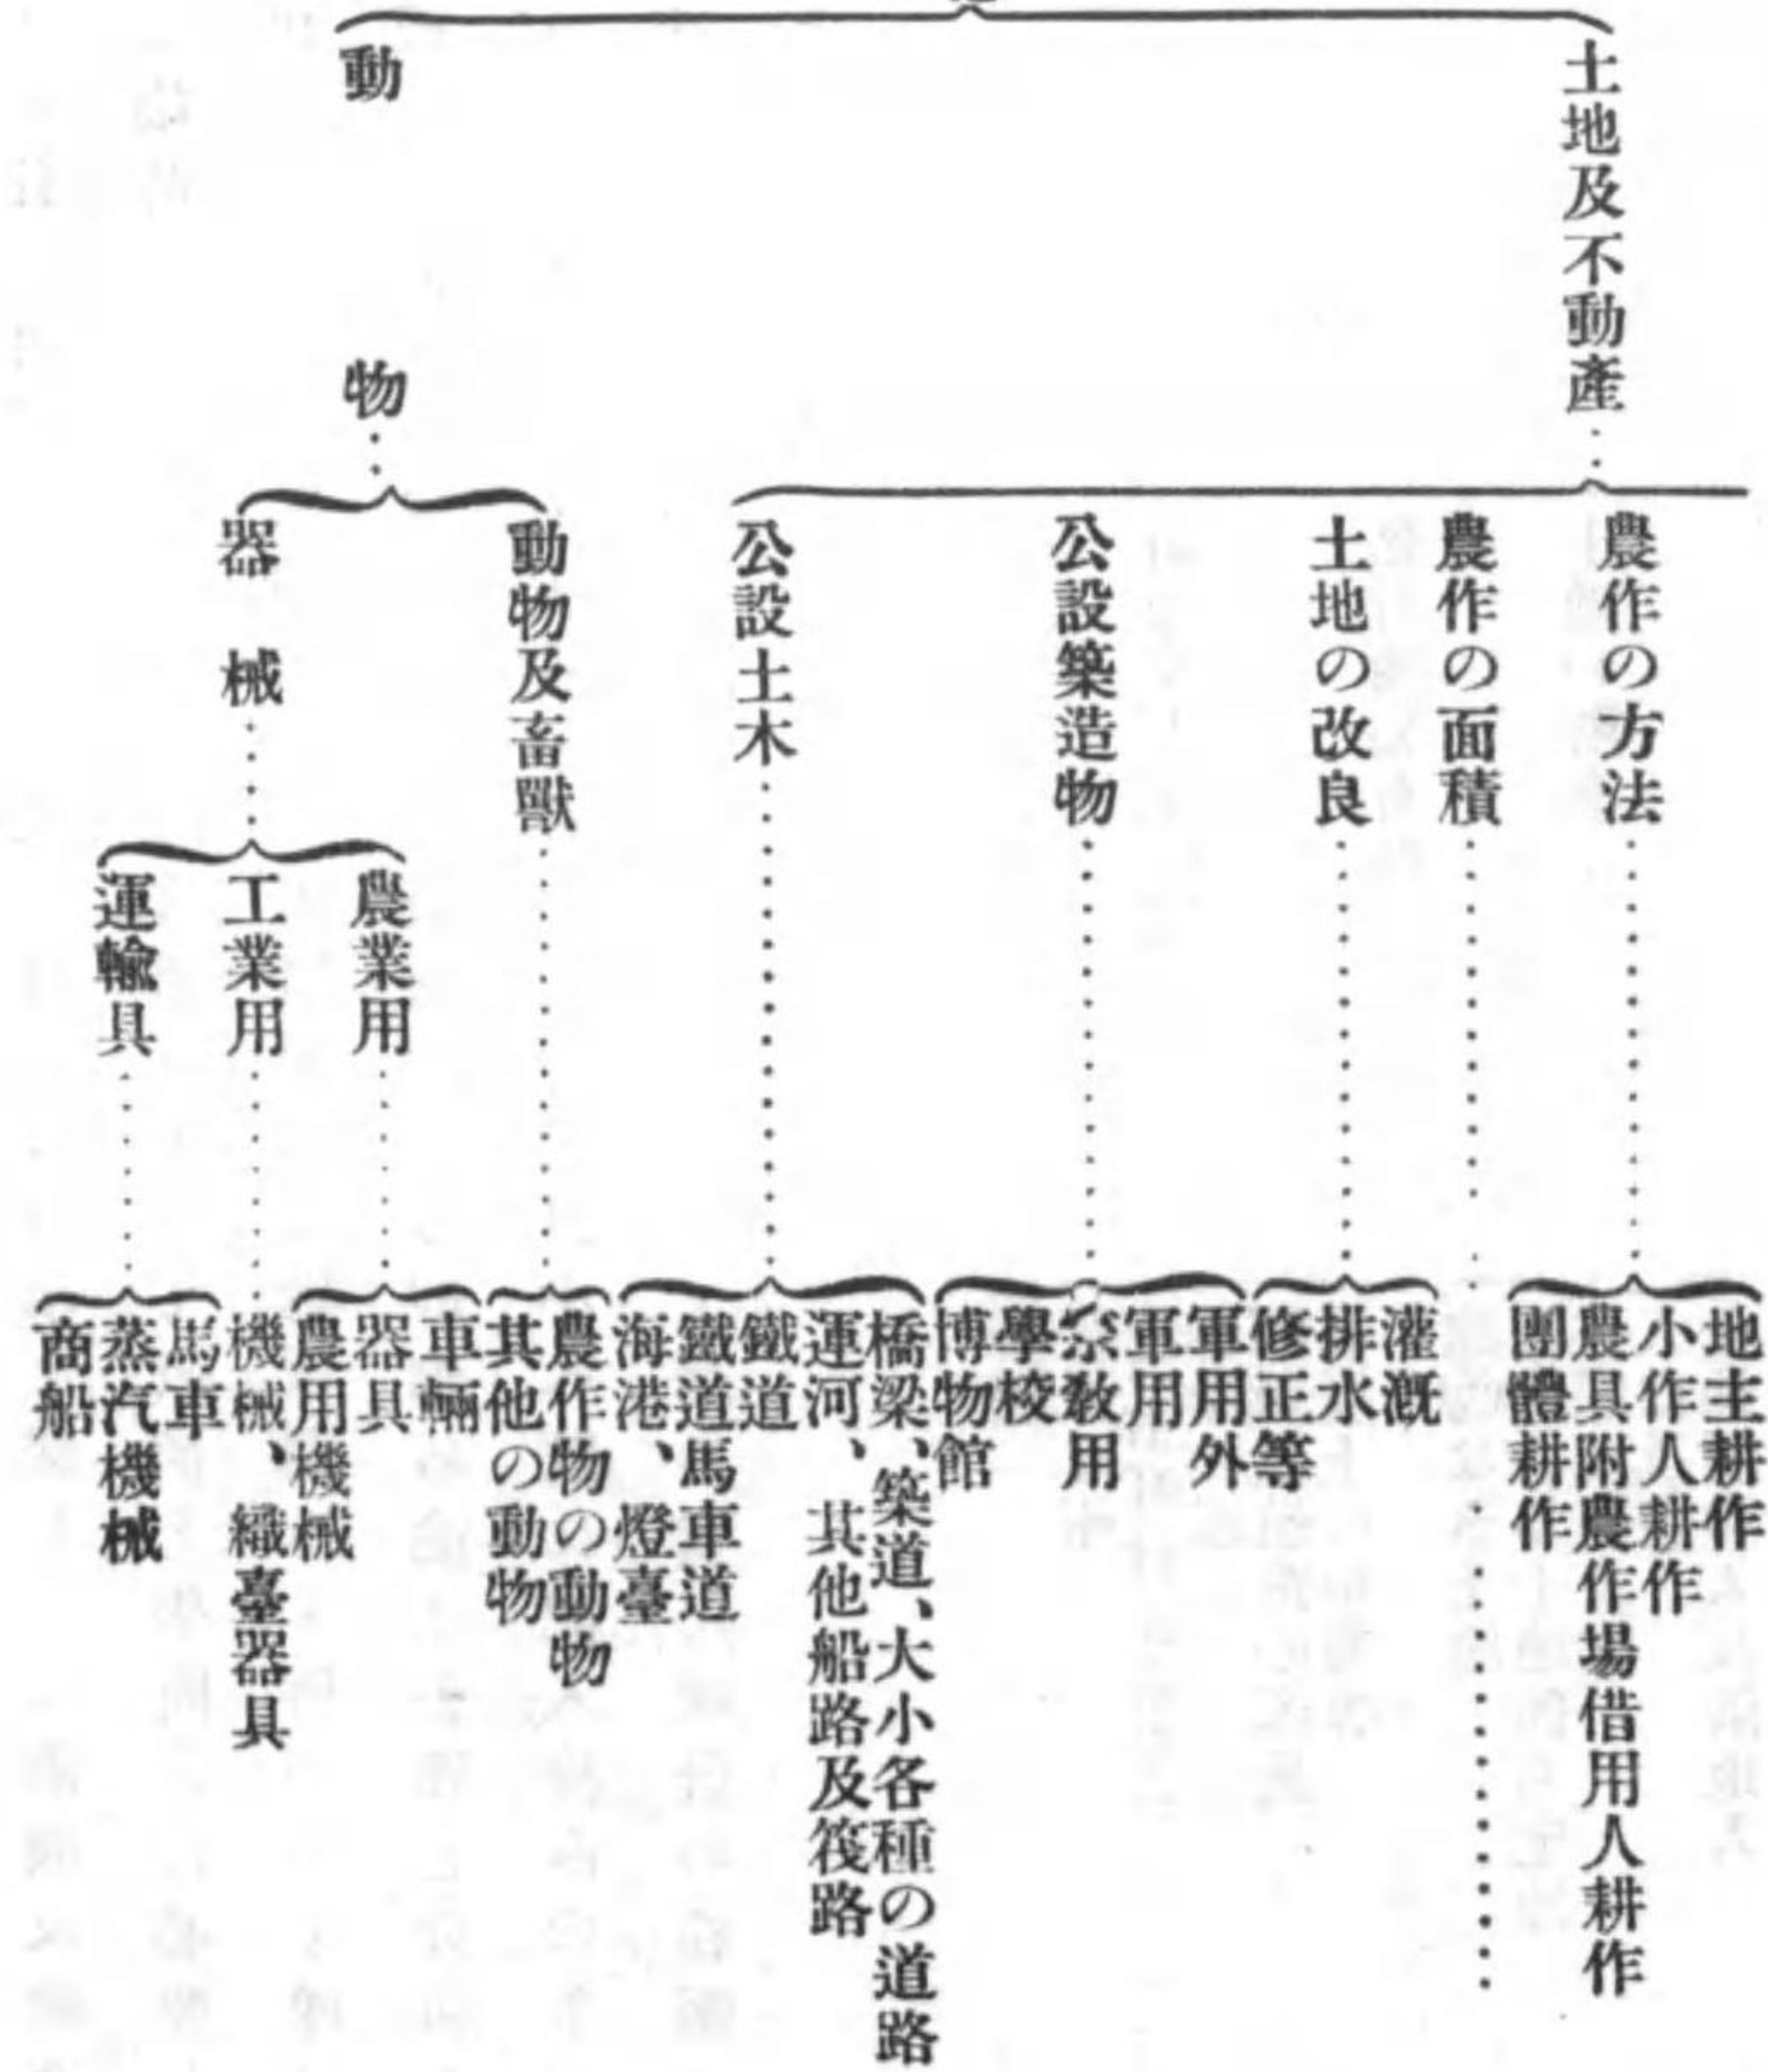 土地及不動產
農作の方法
地主耕作
小作人耕作
農具附農作場借用人耕作
團體耕作
農作の面積
土地の改良
灌漑
排水
修正等
公設築造物
軍用外
軍用
宗敎用
學校
博物館
公設土木
橋梁、築道、大小各種の道路
運河、其他船路及筏路
鐵道
鐵道馬車道
海港、燈臺
動物
動物及畜獸
農作物の動物
其他の動物
器械
農業用
車輛
器具
農用機械
工業用
機械、織臺器具
運輸具
馬車
蒸汽機械
商船